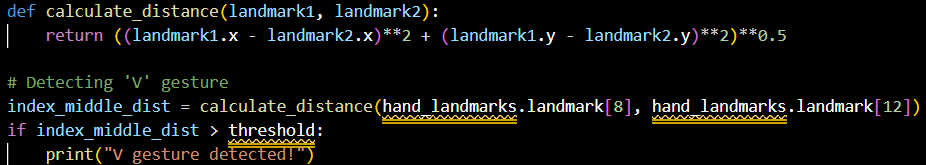 def calculate_distance(landmark1, landmark2):
    return ((landmark1.x - landmark2.x)**2 + (landmark1.y - landmark2.y)**2)**0.5

# Detecting 'V' gesture
index_middle_dist = calculate_distance(hand_landmarks.landmark[8], hand_landmarks.landmark[12])
if index_middle_dist > threshold:
    print("V gesture detected!")